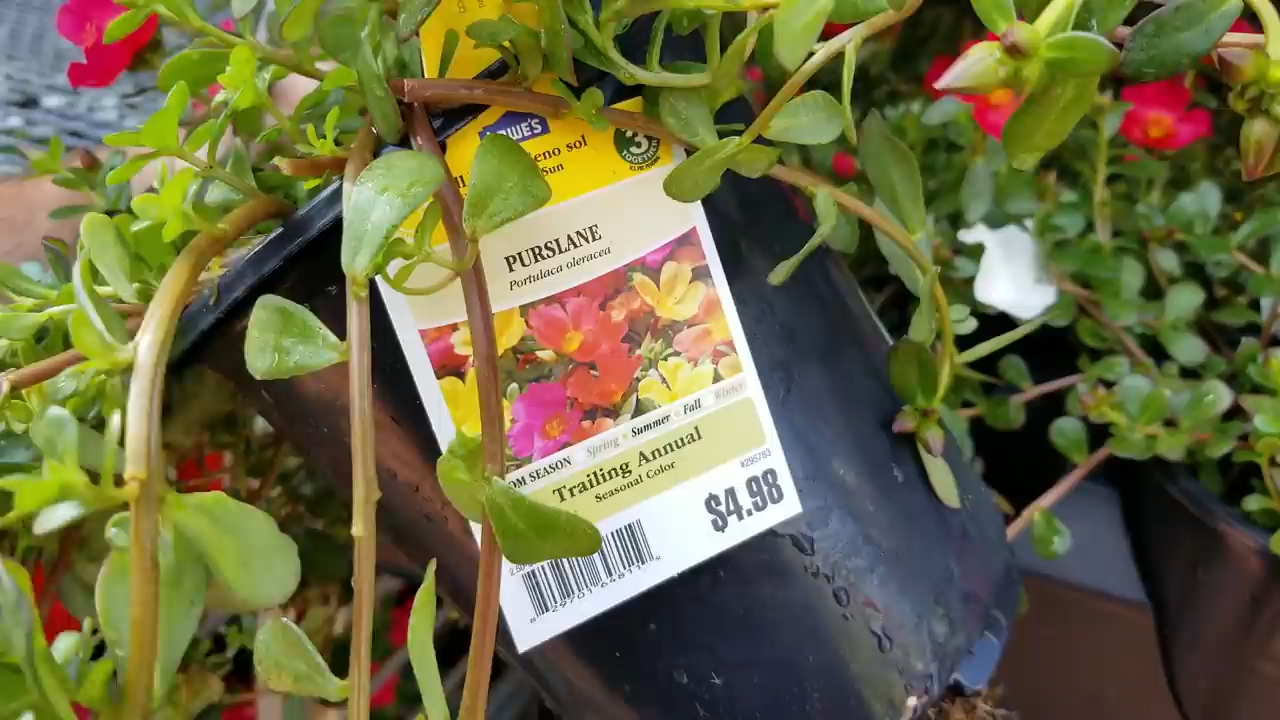 LOWE'S
eno sol
Sun
3
TOGETHER
PURSLANE
Portulaca oleracea
OM SEASON Spring Summer Fall Winter
Trailing Annual
Seasonal Color
#295783
$4.98